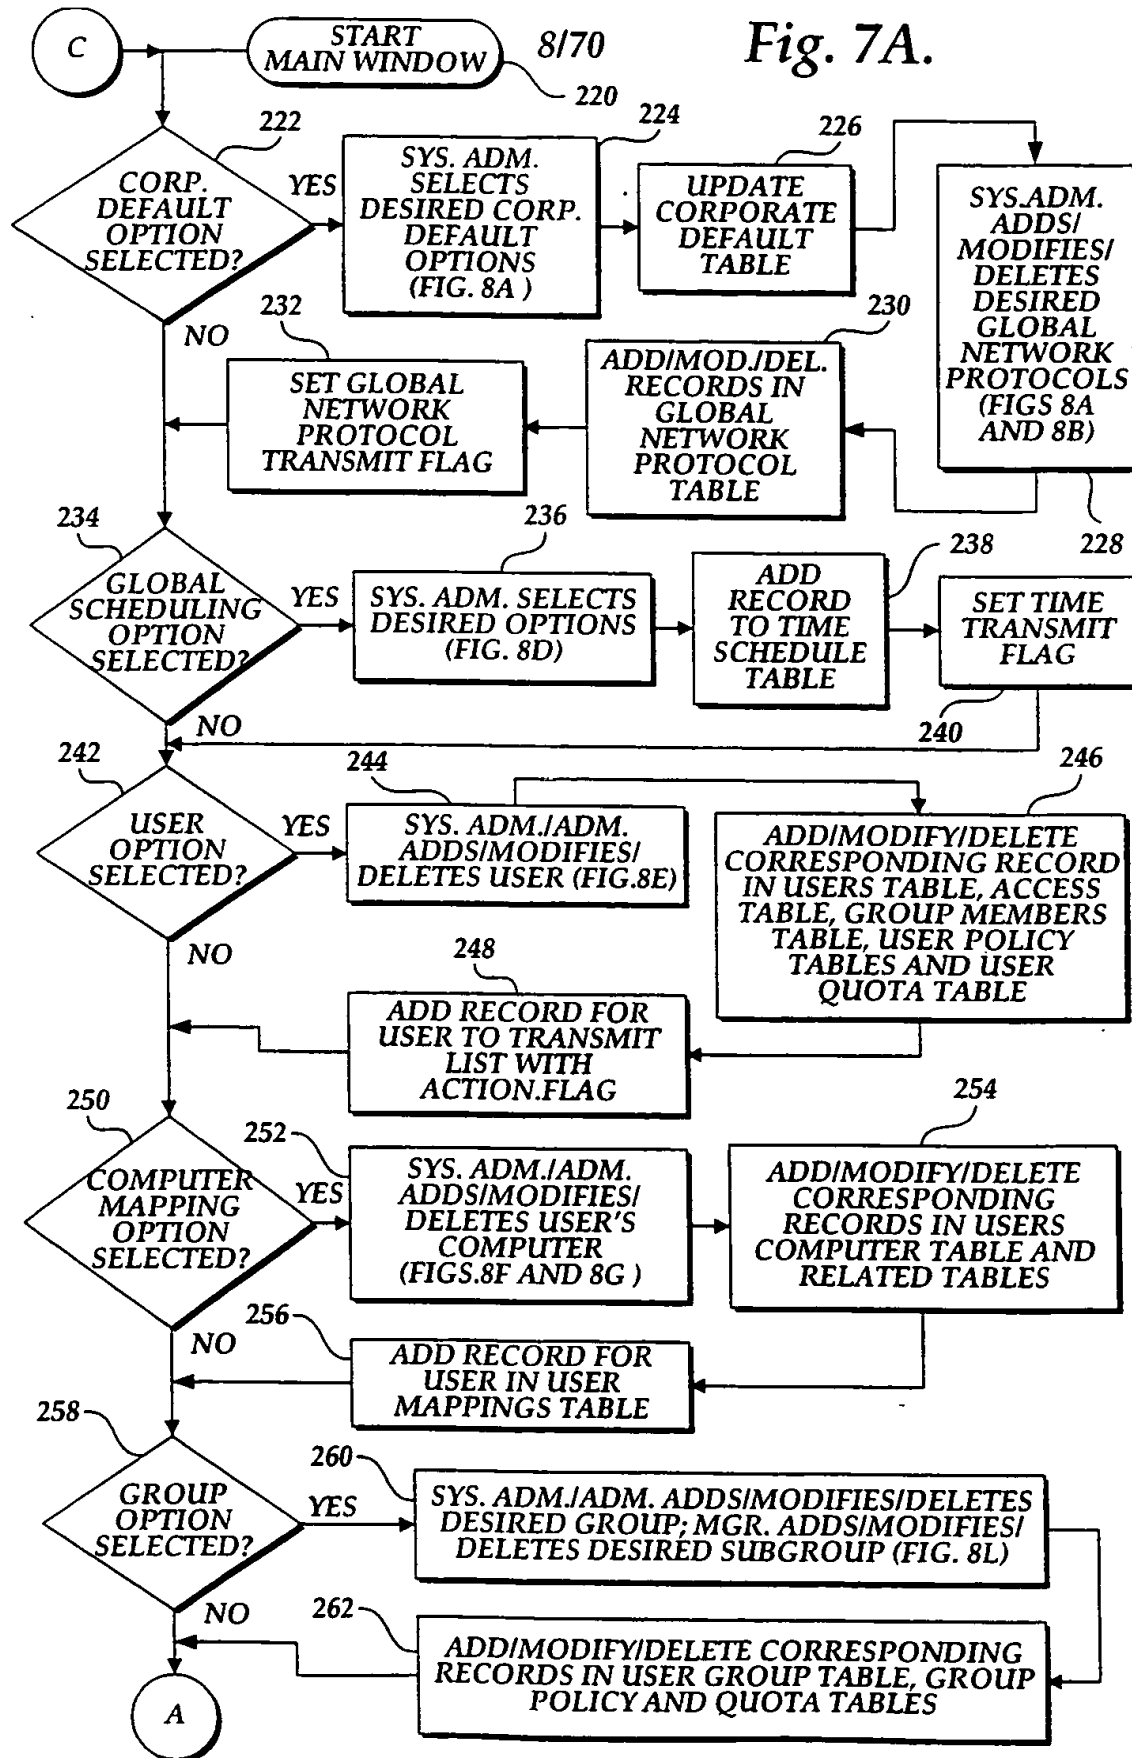 C
START
MAIN WINDOW
8/70
Fig. 7A.
220
222
CORP.
DEFAULT
OPTION
SELECTED?
YES
NO
224
SYS. ADM.
SELECTS
DESIRED CORP.
DEFAULT
OPTIONS
(FIG. 8A )
226
UPDATE
CORPORATE
DEFAULT
TABLE
SYS.ADM.
ADDS/
MODIFIES/
DELETES
DESIRED
GLOBAL
NETWORK
PROTOCOLS
(FIGS 8A
AND 8B)
228
230
ADD/MOD./DEL.
RECORDS IN
GLOBAL
NETWORK
PROTOCOL
TABLE
232
SET GLOBAL
NETWORK
PROTOCOL
TRANSMIT FLAG
234
GLOBAL
SCHEDULING
OPTION
SELECTED?
YES
NO
236
SYS. ADM. SELECTS
DESIRED OPTIONS
(FIG. 8D)
238
ADD
RECORD
TO TIME
SCHEDULE
TABLE
SET TIME
TRANSMIT
FLAG
240
242
USER
OPTION
SELECTED?
YES
NO
244
SYS. ADM./ADM.
ADDS/MODIFIES/
DELETES USER (FIG.8E)
246
ADD/MODIFY/DELETE
CORRESPONDING RECORD
IN USERS TABLE, ACCESS
TABLE, GROUP MEMBERS
TABLE, USER POLICY
TABLES AND USER
QUOTA TABLE
248
ADD RECORD FOR
USER TO TRANSMIT
LIST WITH
ACTION.FLAG
250
COMPUTER
MAPPING
OPTION
SELECTED?
YES
NO
252
SYS. ADM./ADM.
ADDS/MODIFIES/
DELETES USER'S
COMPUTER
(FIGS.8F AND 8G )
254
ADD/MODIFY/DELETE
CORRESPONDING
RECORDS IN USERS
COMPUTER TABLE AND
RELATED TABLES
256
ADD RECORD FOR
USER IN USER
MAPPINGS TABLE
258
GROUP
OPTION
SELECTED?
YES
NO
260
SYS. ADM./ADM. ADDS/MODIFIES/DELETES
DESIRED GROUP; MGR. ADDS/MODIFIES/
DELETES DESIRED SUBGROUP (FIG. 8L)
262
ADD/MODIFY/DELETE CORRESPONDING
RECORDS IN USER GROUP TABLE, GROUP
POLICY AND QUOTA TABLES
A